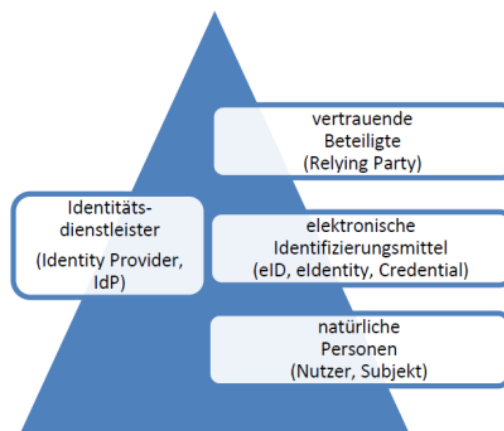 vertrauende
Beteiligte
(Relying Party)
Identitäts-
dienstleister
(Identity Provider,
IdP)
elektronische
Identifizierungsmittel
(eID, eIdentity, Credential)
natürliche
Personen
(Nutzer, Subjekt)